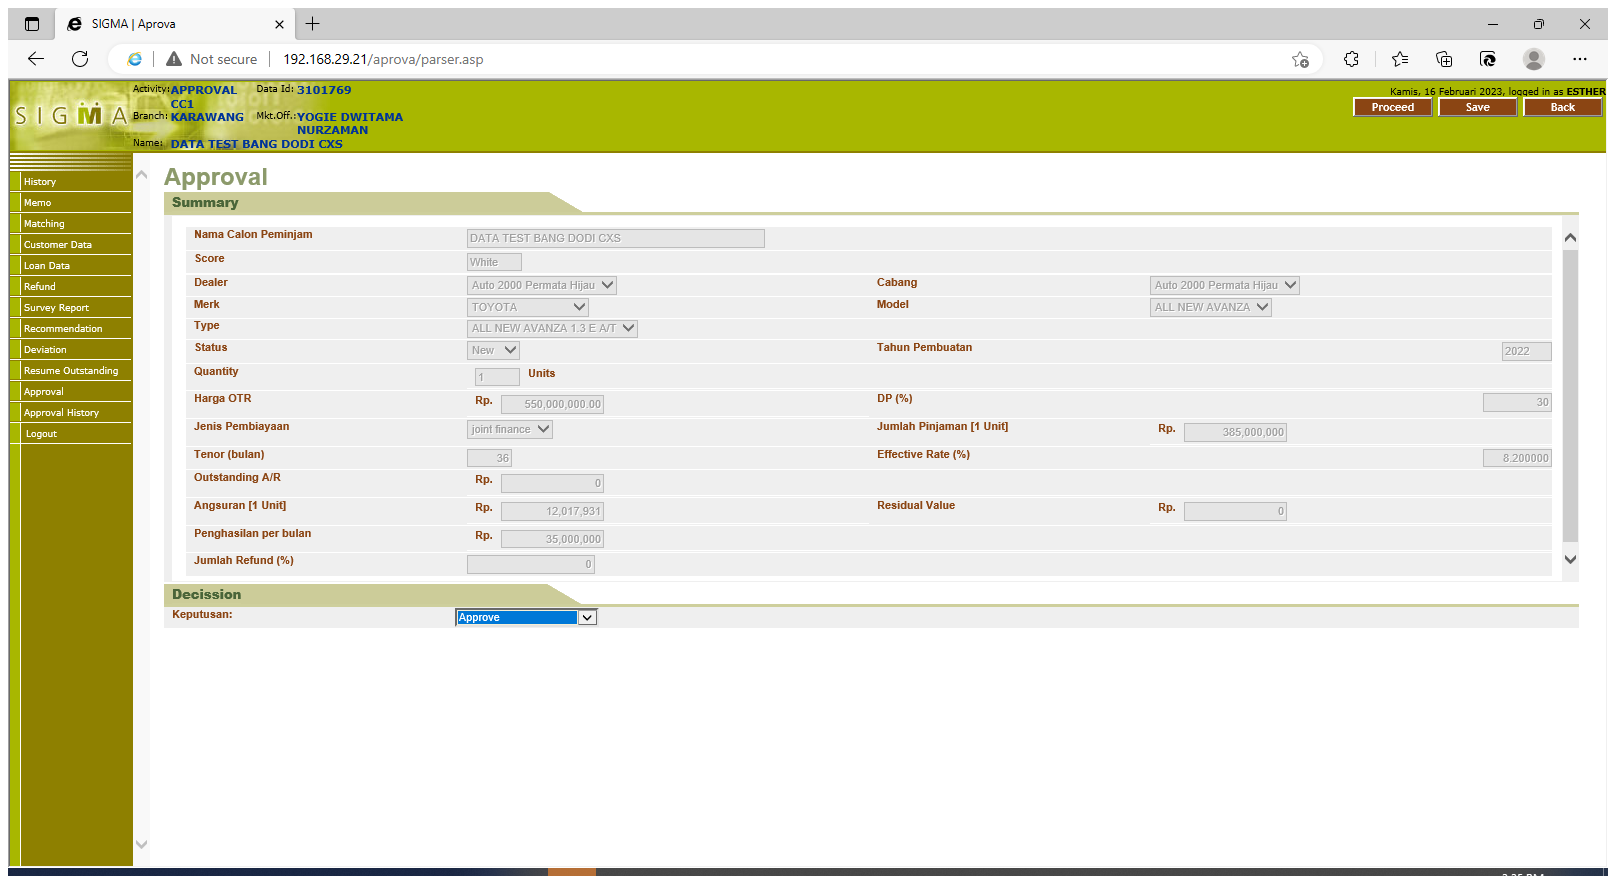 SIGMA | Aprova
Not secure
192.168.29.21/aprova/parser.asp
SIGMA
Activity: APPROVAL CC1
Data Id: 3101769
Branch: KARAWANG
Mkt.Off.: YOGIE DWITAMA NURZAMAN
Name: DATA TEST BANG DODI CXS
Kamis, 16 Februari 2023, logged in as ESTHER
Proceed
Save
Back
History
Memo
Matching
Customer Data
Loan Data
Refund
Survey Report
Recommendation
Deviation
Resume Outstanding
Approval
Approval History
Logout
Approval
Summary
Nama Calon Peminjam DATA TEST BANG DODI CXS
Score White
Dealer Auto 2000 Permata Hijau Cabang Auto 2000 Permata Hijau
Merk TOYOTA Model ALL NEW AVANZA
Type ALL NEW AVANZA 1.3 E A/T
Status New Tahun Pembuatan 2022
Quantity 1 Units
Harga OTR Rp. 550,000,000.00 DP (%) 30
Jenis Pembiayaan joint finance Jumlah Pinjaman [1 Unit] Rp. 385,000,000
Tenor (bulan) 36 Effective Rate (%) 8.200000
Outstanding A/R Rp. 0
Angsuran [1 Unit] Rp. 12,017,931 Residual Value Rp. 0
Penghasilan per bulan Rp. 35,000,000
Jumlah Refund (%) 0
Decission
Keputusan: Approve